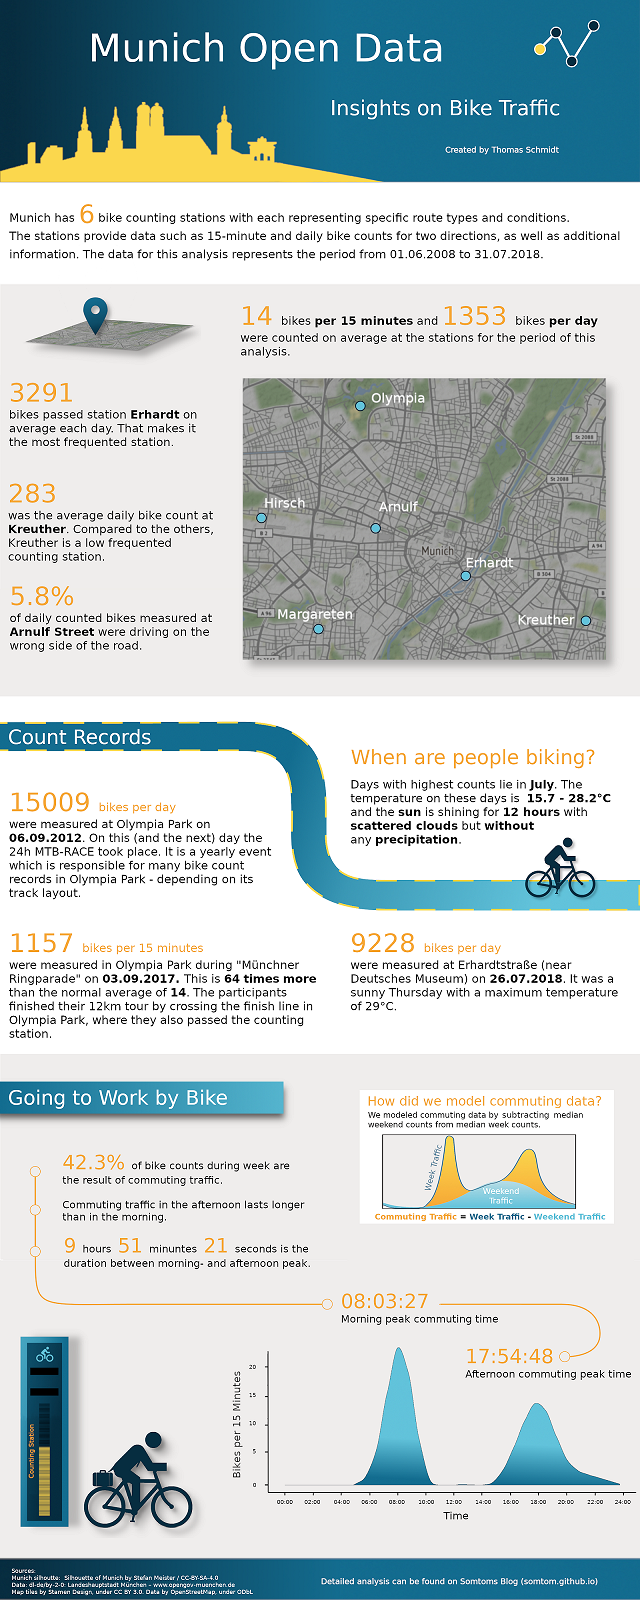 Munich Open Data
Insights on Bike Traffic
Created by Thomas Schmidt
Munich has 6 bike counting stations with each representing specific route types and conditions.
The stations provide data such as 15-minute and daily bike counts for two directions, as well as additional
information. The data for this analysis represents the period from 01.06.2008 to 31.07.2018.
14 bikes per 15 minutes and 1353 bikes per day
were counted on average at the stations for the period of this
analysis.
3291
bikes passed station Erhardt on
average each day. That makes it
the most frequented station.
283
was the average daily bike count at
Kreuther. Compared to the others,
Kreuther is a low frequented
counting station.
5.8%
of daily counted bikes measured at
Arnulf Street were driving on the
wrong side of the road.
Olympia
St 2088
St 2088
Hirsch
Arnulf
B 2
Munich
A 94
Erhardt
B 304
A 96
Margareten
Kreuther
Count Records
15009 bikes per day
were measured at Olympia Park on
06.09.2012. On this (and the next) day the
24h MTB-RACE took place. It is a yearly event
which is responsible for many bike count
records in Olympia Park - depending on its
track layout.
When are people biking?
Days with highest counts lie in July. The
temperature on these days is 15.7 - 28.2°C
and the sun is shining for 12 hours with
scattered clouds but without
any precipitation.
1157 bikes per 15 minutes
were measured in Olympia Park during "Münchner
Ringparade" on 03.09.2017. This is 64 times more
than the normal average of 14. The participants
finished their 12km tour by crossing the finish line in
Olympia Park, where they also passed the counting
station.
9228 bikes per day
were measured at Erhardtstraße (near
Deutsches Museum) on 26.07.2018. It was a
sunny Thursday with a maximum temperature
of 29°C.
Going to Work by Bike
42.3% of bike counts during week are
the result of commuting traffic.
Commuting traffic in the afternoon lasts longer
than in the morning.
9 hours 51 minuntes 21 seconds is the
duration between morning- and afternoon peak.
How did we model commuting data?
We modeled commuting data by subtracting median
weekend counts from median week counts.
Week Traffic
Weekend
Traffic
Commuting Traffic = Week Traffic - Weekend Traffic
08:03:27
Morning peak commuting time
17:54:48
Afternoon commuting peak time
Counting Station
Bikes per 15 Minutes
20
15
10
5
0
00:00 02:00 04:00 06:00 08:00 10:00 12:00 14:00 16:00 18:00 20:00 22:00 24:00
Time
Sources:
Munich silhoutte: Silhouette of Munich by Stefan Meister / CC-BY-SA-4.0
Data: dl-de/by-2-0: Landeshauptstadt München – www.opengov-muenchen.de
Map tiles by Stamen Design, under CC BY 3.0. Data by OpenStreetMap, under ODbL
Detailed analysis can be found on Somtoms Blog (somtom.github.io)